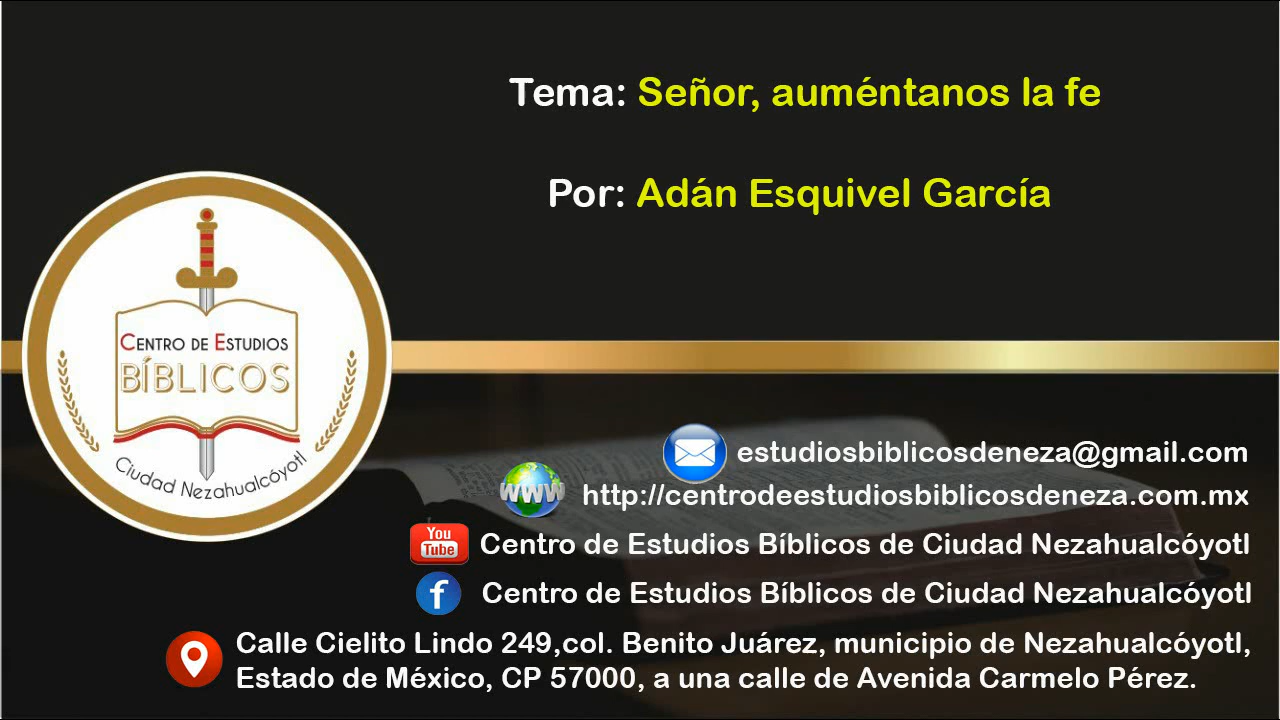 Tema: Señor, auméntanos la fe
Por: Adán Esquivel García
CENTRO DE ESTUDIOS
BÍBLICOS
Ciudad Nezahualcóyotl
estudiosbiblicosdeneza@gmail.com
WWW
http://centrodeestudiosbiblicosdeneza.com.mx
You
Tube
Centro de Estudios Bíblicos de Ciudad Nezahualcóyotl
f
Centro de Estudios Bíblicos de Ciudad Nezahualcóyotl
Calle Cielito Lindo 249,col. Benito Juárez, municipio de Nezahualcóyotl,
Estado de México, CP 57000, a una calle de Avenida Carmelo Pérez.